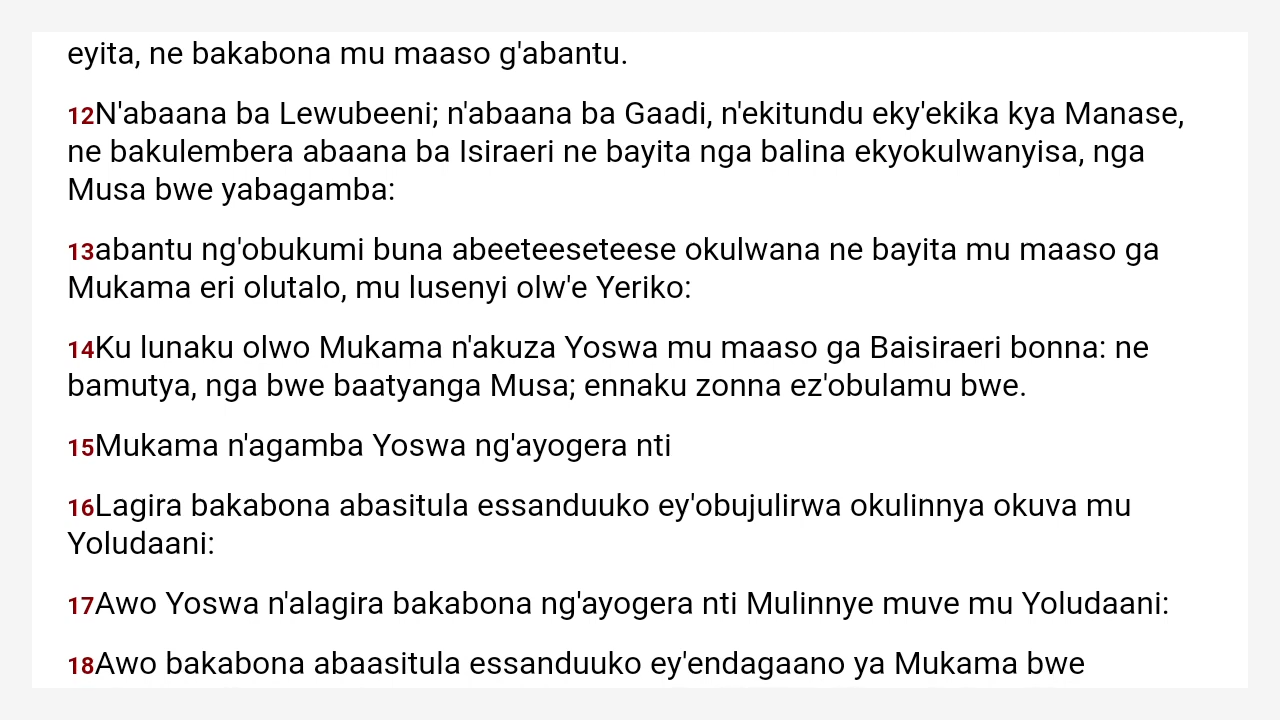 eyita, ne bakabona mu maaso g'abantu.
12N'abaana ba Lewubeeni; n'abaana ba Gaadi, n'ekitundu eky'ekika kya Manase,
ne bakulembera abaana ba Isiraeri ne bayita nga balina ekyokulwanyisa, nga
Musa bwe yabagamba:
13abantu ng'obukumi buna abeeteeseteese okulwana ne bayita mu maaso ga
Mukama eri olutalo, mu lusenyi olw'e Yeriko:
14Ku lunaku olwo Mukama n'akuza Yoswa mu maaso ga Baisiraeri bonna: ne
bamutya, nga bwe baatyanga Musa; ennaku zonna ez'obulamu bwe.
15Mukama n'agamba Yoswa ng'ayogera nti
16Lagira bakabona abasitula essanduuko ey'obujulirwa okulinnya okuva mu
Yoludaani:
17Awo Yoswa n'alagira bakabona ng'ayogera nti Mulinnye muve mu Yoludaani:
18Awo bakabona abaasitula essanduuko ey'endagaano ya Mukama bwe